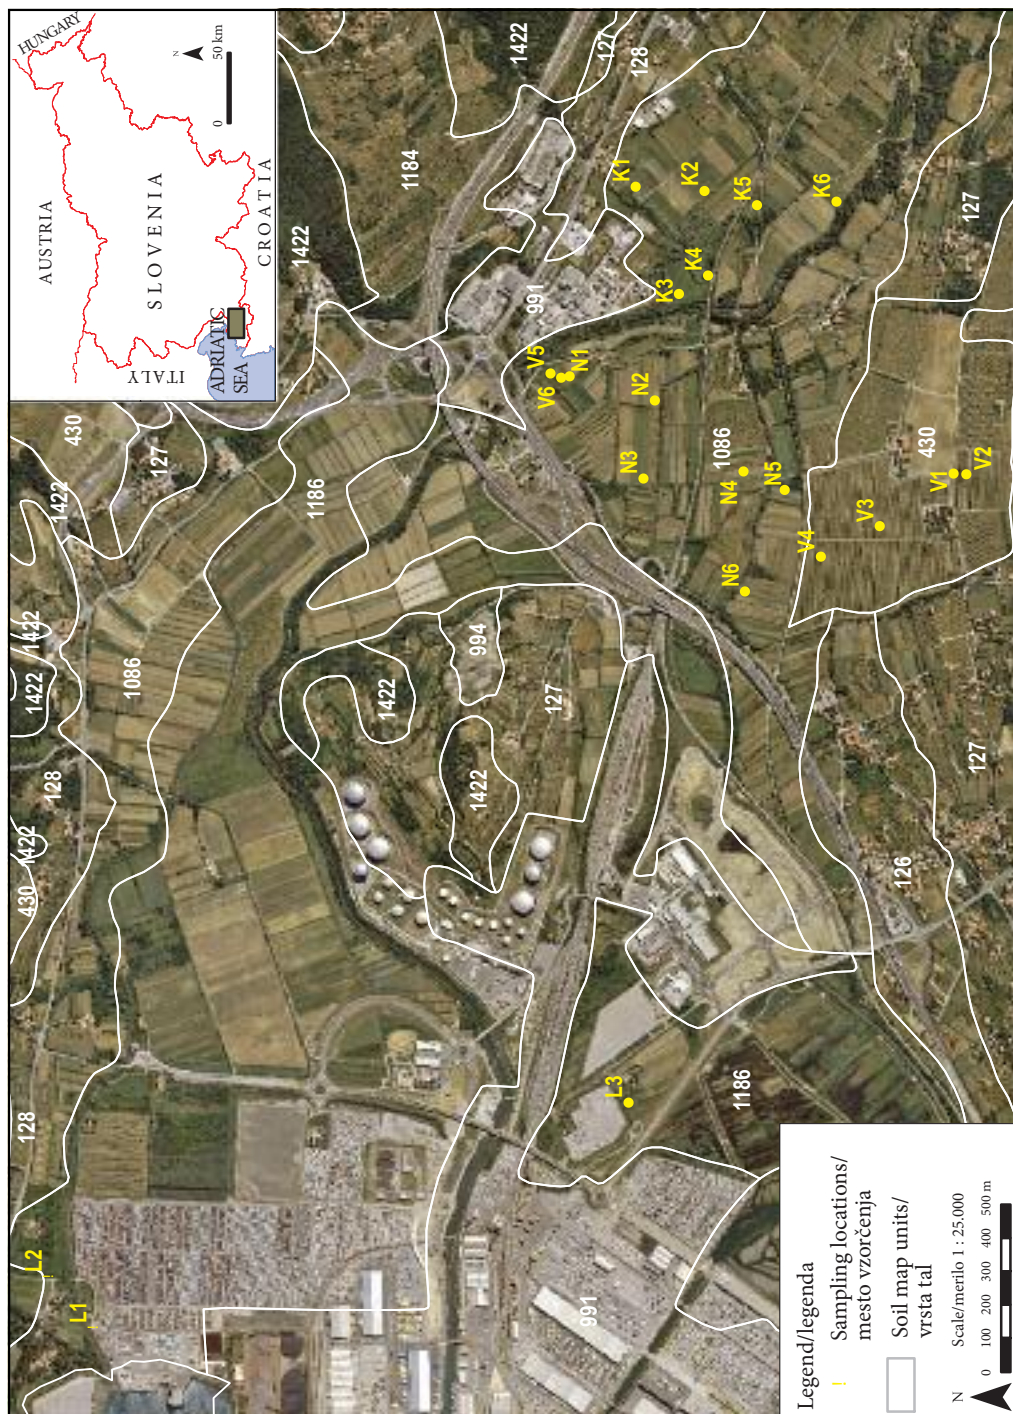 HUNGARY
AUSTRIA
SLOVENIA
CROATIA
ITALY
ADRIATIC
SEA
N
0 50 km
430
1422
127
1422
1422
1086
128
1422
430
128
L2
L1
1186
1422
1184
1422
127
128
991
994
1422
127
1422
K1
K2
K5
K6
K4
K3
V5
V6
N1
N2
N3
1086
N4
N5
N6
V4
V3
430
V1
V2
127
127
126
L3
1186
991
Legend/legenda
! Sampling locations/
mesto vzorčenja
Soil map units/
vrsta tal
Scale/merilo 1 : 25.000
N
0 100 200 300 400 500 m